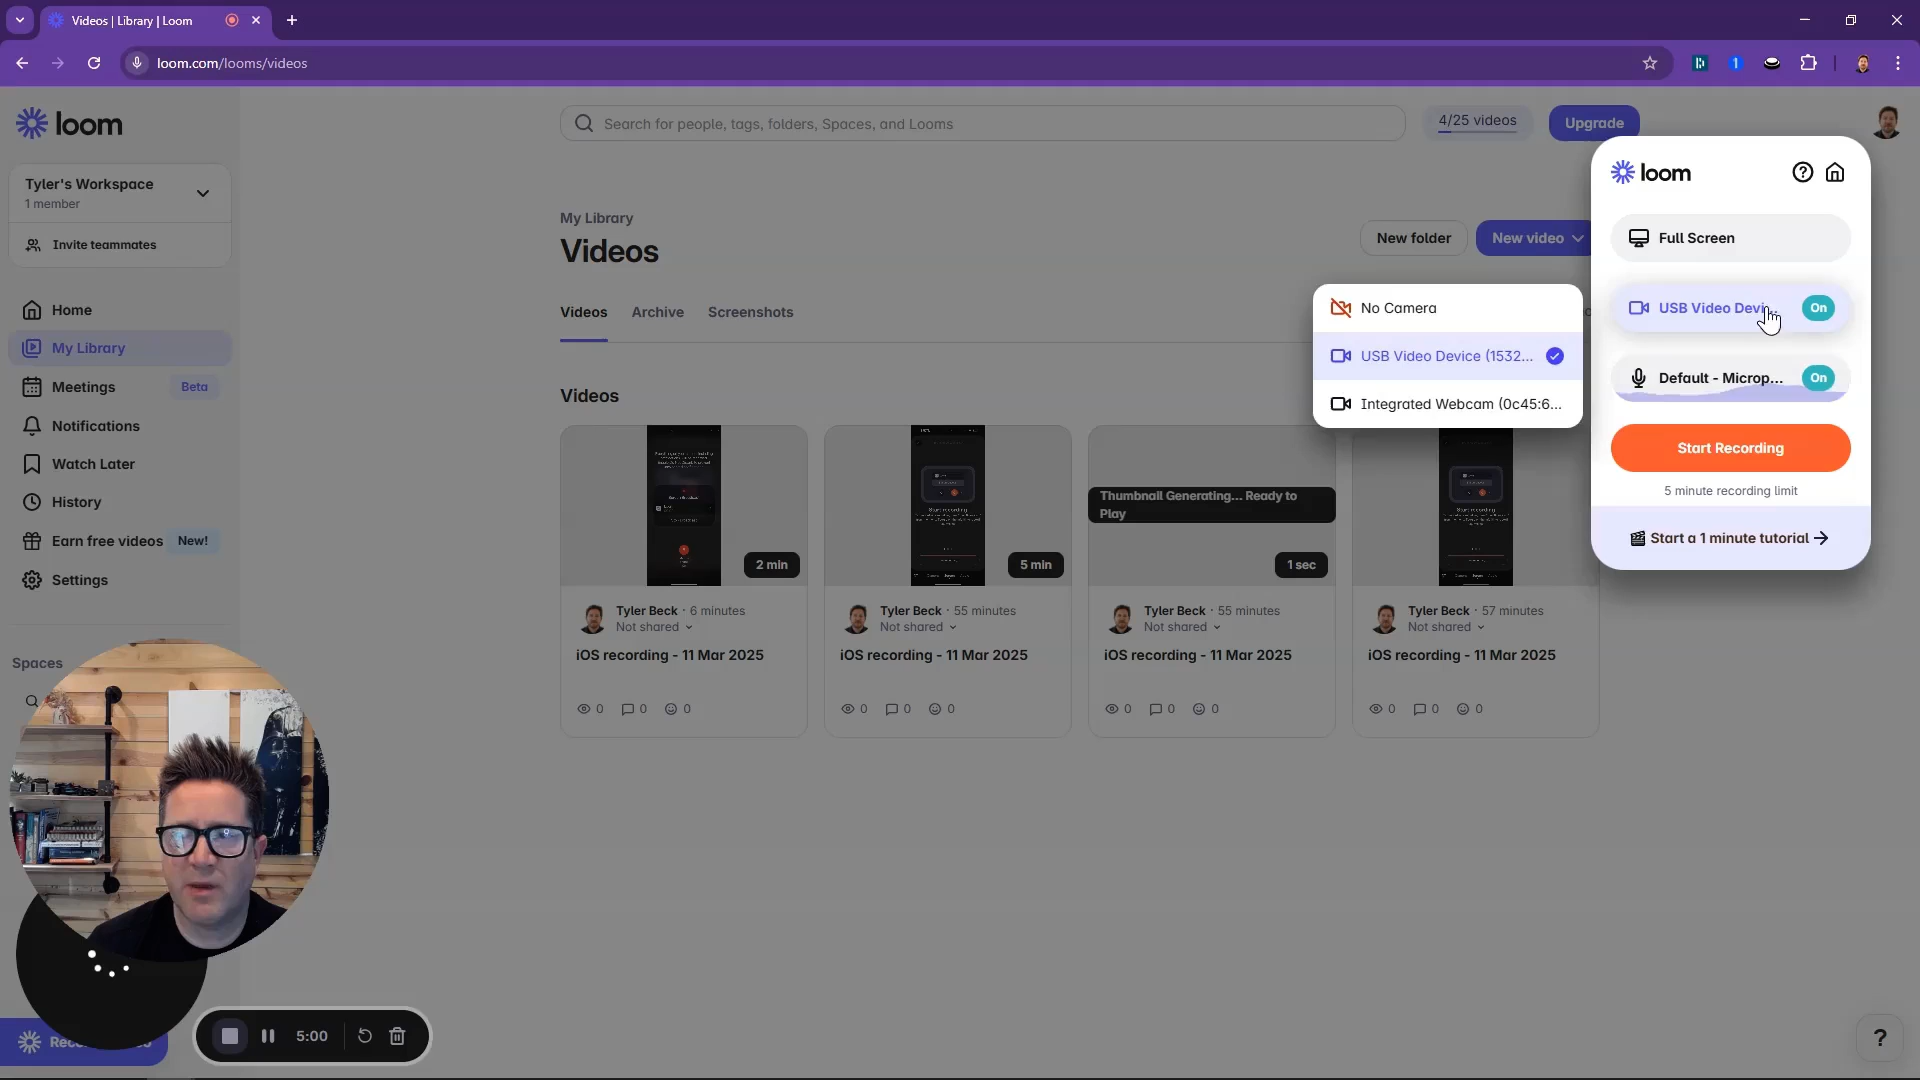 Videos | Library | Loom
loom.com/looms/videos
loom
Tyler's Workspace
1 member
Invite teammates
Home
My Library
Meetings
Beta
Notifications
Watch Later
History
Earn free videos
New!
Settings
Spaces
5:00
Search for people, tags, folders, Spaces, and Looms
4/25 videos
Upgrade
My Library
Videos
New folder
New video
Videos
Archive
Screenshots
Videos
2 min
Tyler Beck · 6 minutes
Not shared
iOS recording - 11 Mar 2025
0 0 0
5 min
Tyler Beck · 55 minutes
Not shared
iOS recording - 11 Mar 2025
0 0 0
Thumbnail Generating... Ready to
Play
1 sec
Tyler Beck · 55 minutes
Not shared
iOS recording - 11 Mar 2025
0 0 0
Tyler Beck · 57 minutes
Not shared
iOS recording - 11 Mar 2025
0 0 0
No Camera
USB Video Device (1532...
Integrated Webcam (0c45:6...
loom
Full Screen
USB Video Devi...
On
Default - Microp...
On
Start Recording
5 minute recording limit
Start a 1 minute tutorial
?